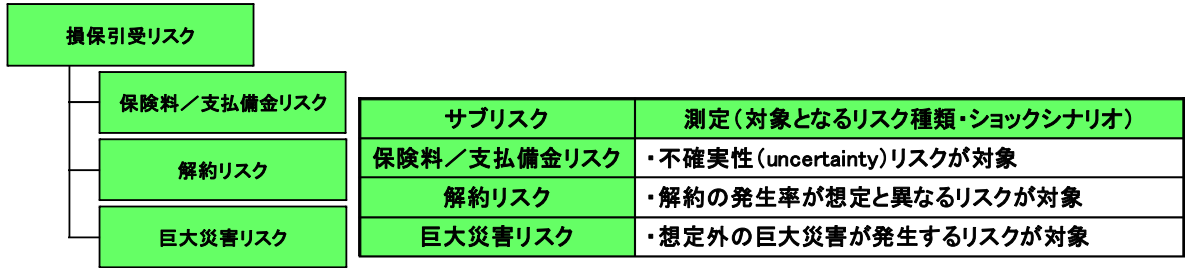 損保引受リスク
保険料／支払備金リスク
解約リスク
巨大災害リスク
サブリスク 測定（対象となるリスク種類・ショックシナリオ）
保険料／支払備金リスク ・不確実性（uncertainty）リスクが対象
解約リスク ・解約の発生率が想定と異なるリスクが対象
巨大災害リスク ・想定外の巨大災害が発生するリスクが対象